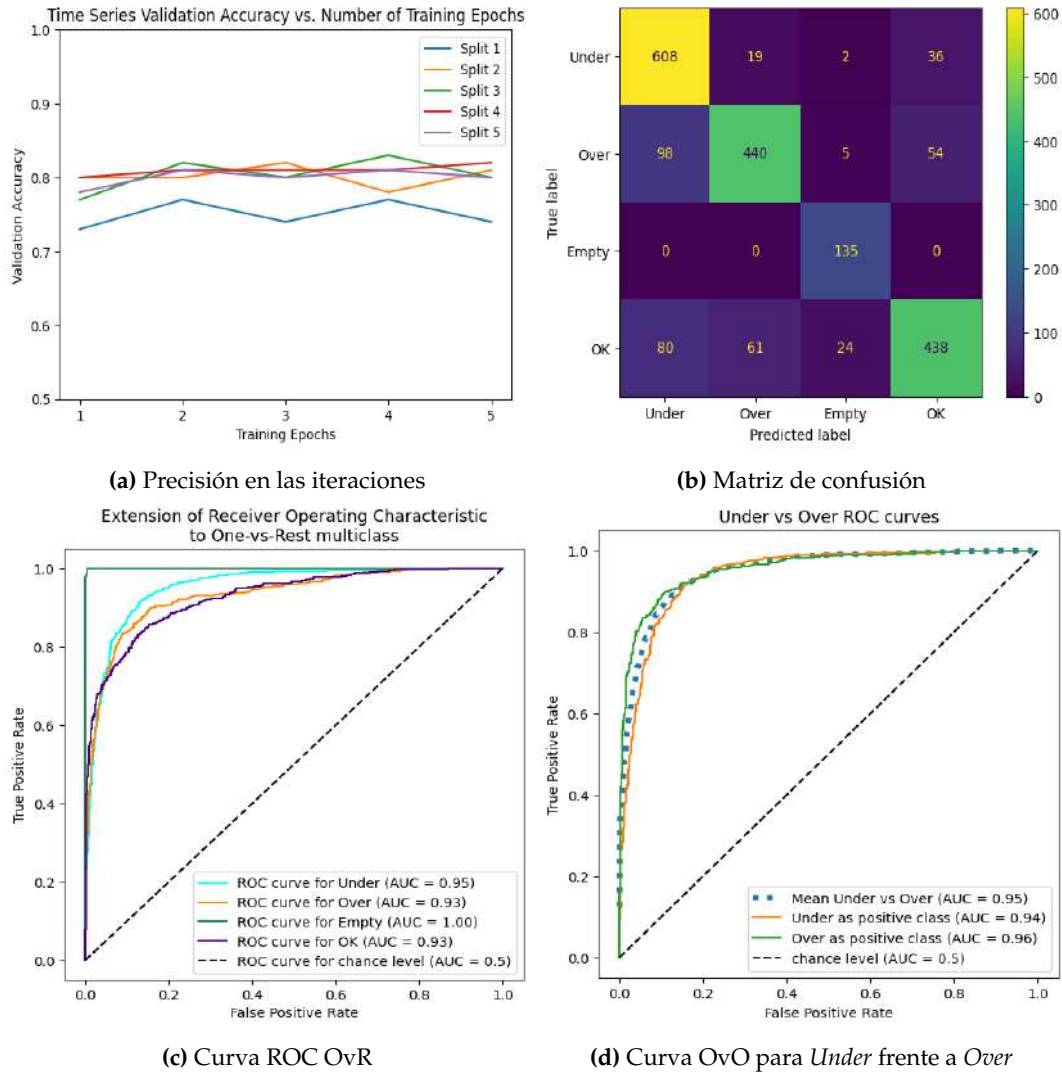 Time Series Validation Accuracy vs. Number of Training Epochs
1.0
0.9
0.8
0.7
0.6
0.5
Validation Accuracy
Split 1
Split 2
Split 3
Split 4
Split 5
1 2 3 4 5
Training Epochs
(a) Precisión en las iteraciones
Under 608 19 2 36
Over 98 440 5 54
Empty 0 0 135 0
OK 80 61 24 438
True label
Under Over Empty OK
Predicted label
600
500
400
300
200
100
0
(b) Matriz de confusión
Extension of Receiver Operating Characteristic
to One-vs-Rest multiclass
1.0
0.8
0.6
0.4
0.2
0.0
True Positive Rate
ROC curve for Under (AUC = 0.95)
ROC curve for Over (AUC = 0.93)
ROC curve for Empty (AUC = 1.00)
ROC curve for OK (AUC = 0.93)
ROC curve for chance level (AUC = 0.5)
0.0 0.2 0.4 0.6 0.8 1.0
False Positive Rate
(c) Curva ROC OvR
Under vs Over ROC curves
1.0
0.8
0.6
0.4
0.2
0.0
True Positive Rate
Mean Under vs Over (AUC = 0.95)
Under as positive class (AUC = 0.94)
Over as positive class (AUC = 0.96)
chance level (AUC = 0.5)
0.0 0.2 0.4 0.6 0.8 1.0
False Positive Rate
(d) Curva OvO para Under frente a Over